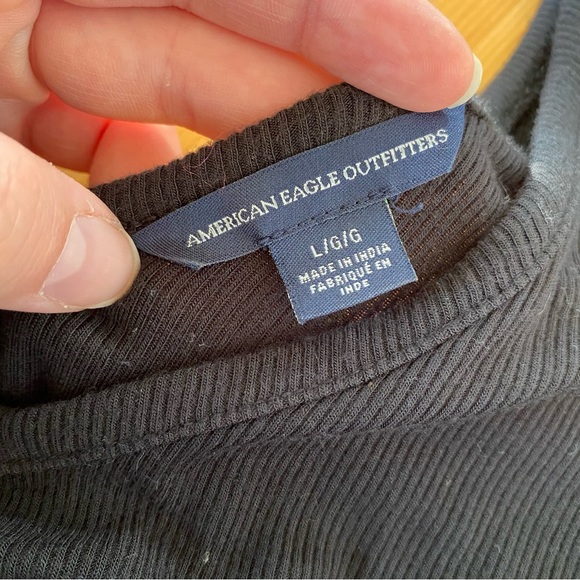 AMERICAN EAGLE OUTFITTERS
L/G/G
MADE IN INDIA
FABRIQUÉ EN
INDE